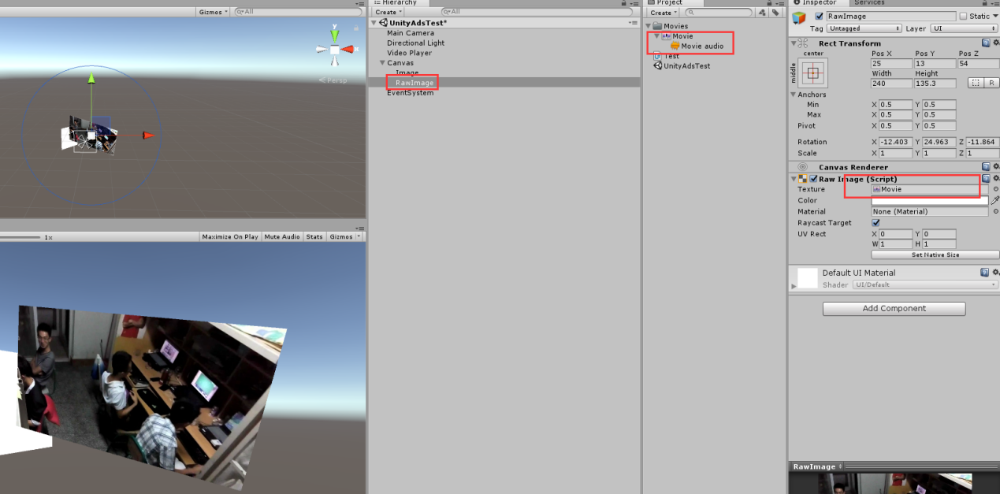 Gizmos
All
y
x
Persp
1x
Maximize On Play
Mute Audio
Stats
Gizmos
Hierarchy
Create
All
UnityAdsTest*
Main Camera
Directional Light
Video Player
Canvas
Image
RawImage
EventSystem
Project
Create
Movies
Movie
Movie audio
Test
UnityAdsTest
Inspector
Services
RawImage
Static
Tag Untagged Layer UI
Rect Transform
center
middle
Pos X Pos Y Pos Z
25 13 54
Width Height
240 135.3
R
Anchors
Min X 0.5 Y 0.5
Max X 0.5 Y 0.5
Pivot X 0.5 Y 0.5
Rotation X -12.403 Y 24.963 Z -11.864
Scale X 1 Y 1 Z 1
Canvas Renderer
Raw Image (Script)
Texture Movie
Color
Material None (Material)
Raycast Target
UV Rect X 0 Y 0
W 1 H 1
Set Native Size
Default UI Material
Shader UI/Default
Add Component
RawImage